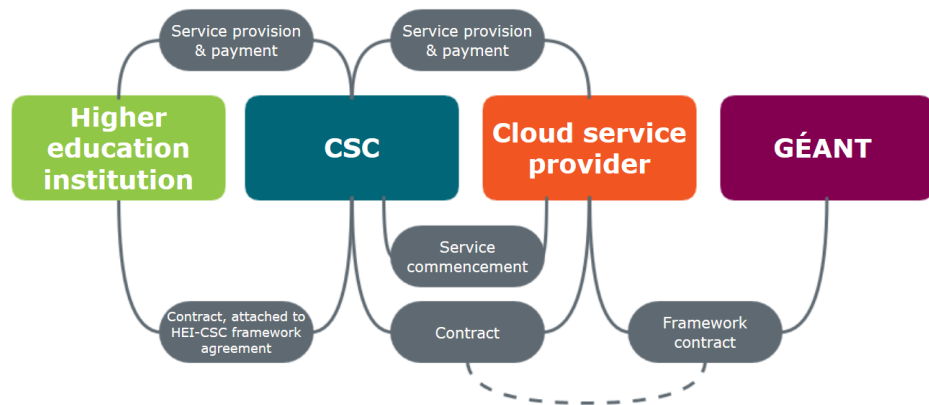 Service provision
& payment
Service provision
& payment
Higher
education
institution
CSC
Cloud service
provider
GÉANT
Service
commencement
Contract, attached to
HEI-CSC framework
agreement
Contract
Framework
contract